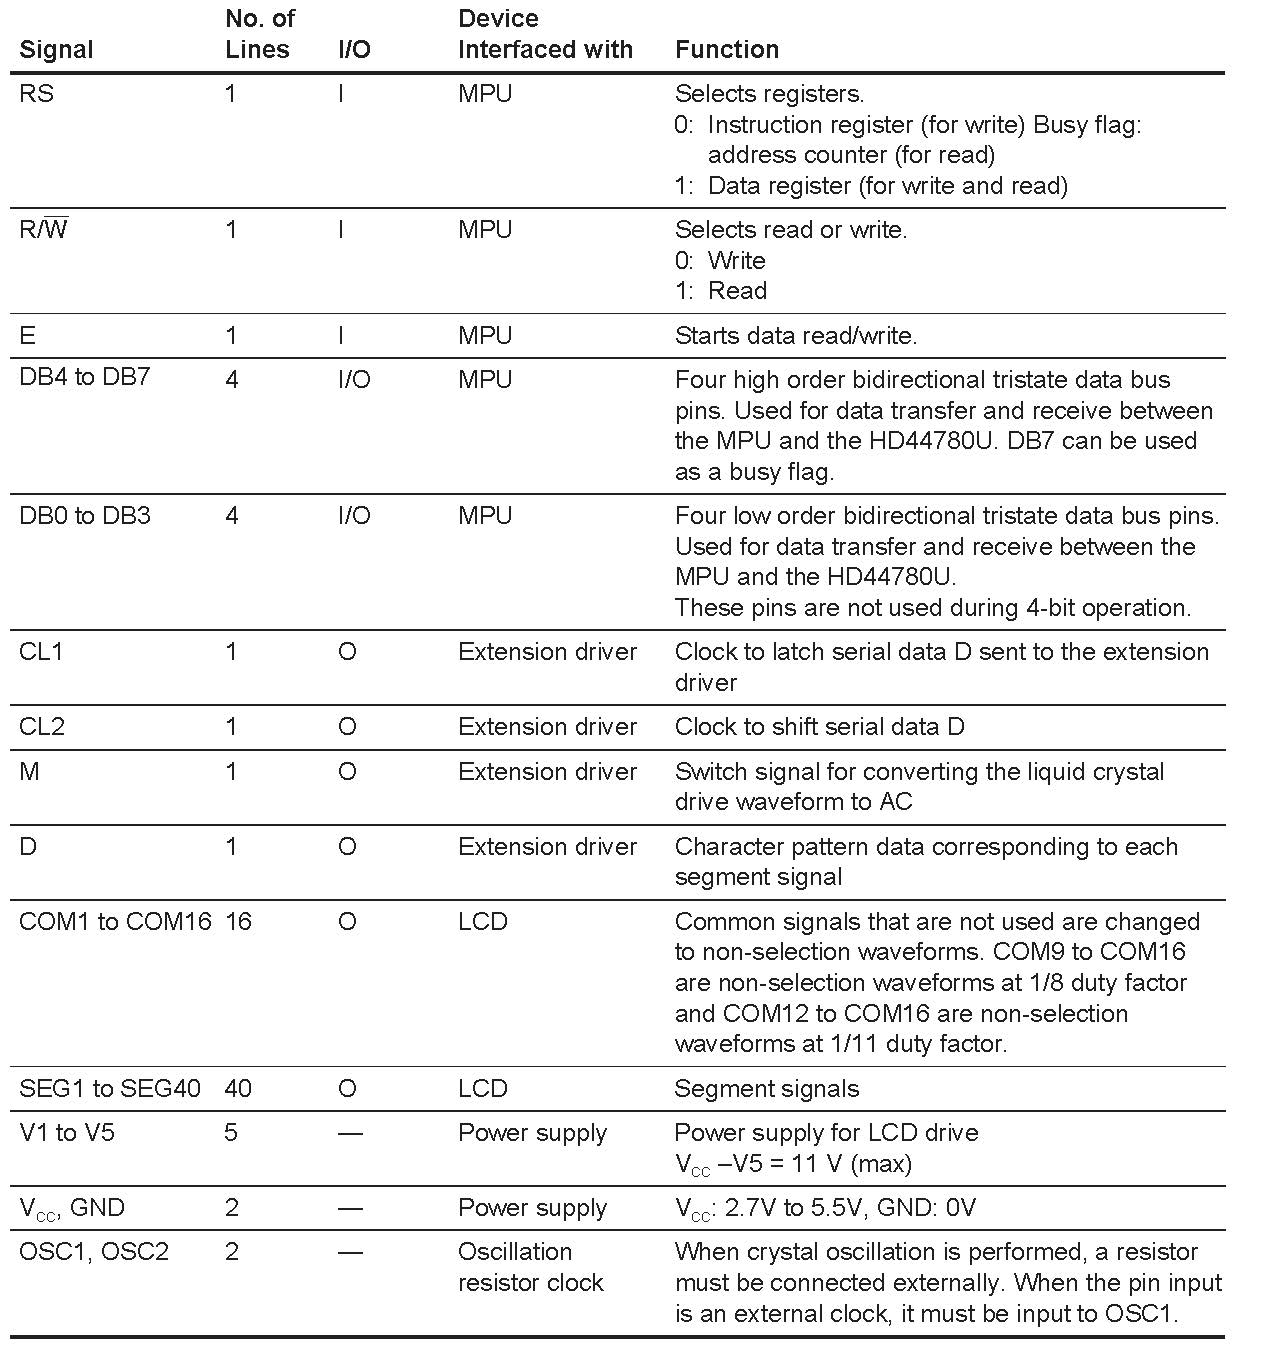 No. of Device
Signal Lines I/O Interfaced with Function
RS 1 I MPU Selects registers.
0: Instruction register (for write) Busy flag:
address counter (for read)
1: Data register (for write and read)
R/W̅ 1 I MPU Selects read or write.
0: Write
1: Read
E 1 I MPU Starts data read/write.
DB4 to DB7 4 I/O MPU Four high order bidirectional tristate data bus
pins. Used for data transfer and receive between
the MPU and the HD44780U. DB7 can be used
as a busy flag.
DB0 to DB3 4 I/O MPU Four low order bidirectional tristate data bus pins.
Used for data transfer and receive between the
MPU and the HD44780U.
These pins are not used during 4-bit operation.
CL1 1 O Extension driver Clock to latch serial data D sent to the extension
driver
CL2 1 O Extension driver Clock to shift serial data D
M 1 O Extension driver Switch signal for converting the liquid crystal
drive waveform to AC
D 1 O Extension driver Character pattern data corresponding to each
segment signal
COM1 to COM16 16 O LCD Common signals that are not used are changed
to non-selection waveforms. COM9 to COM16
are non-selection waveforms at 1/8 duty factor
and COM12 to COM16 are non-selection
waveforms at 1/11 duty factor.
SEG1 to SEG40 40 O LCD Segment signals
V1 to V5 5 — Power supply Power supply for LCD drive
VCC –V5 = 11 V (max)
VCC, GND 2 — Power supply VCC: 2.7V to 5.5V, GND: 0V
OSC1, OSC2 2 — Oscillation When crystal oscillation is performed, a resistor
resistor clock must be connected externally. When the pin input
is an external clock, it must be input to OSC1.